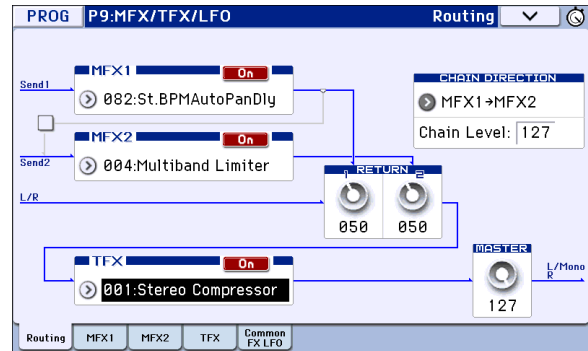 PROG P9:MFX/TFX/LFO Routing
MFX1 On
Send1
082:St.BPMAutoPanDly
CHAIN DIRECTION
MFX1→MFX2
Chain Level: 127
MFX2 On
Send2
004:Multiband Limiter
L/R
1 RETURN 2
050 050
TFX On
001:Stereo Compressor
MASTER
127
L/Mono
R
Routing MFX1 MFX2 TFX Common
FX LFO